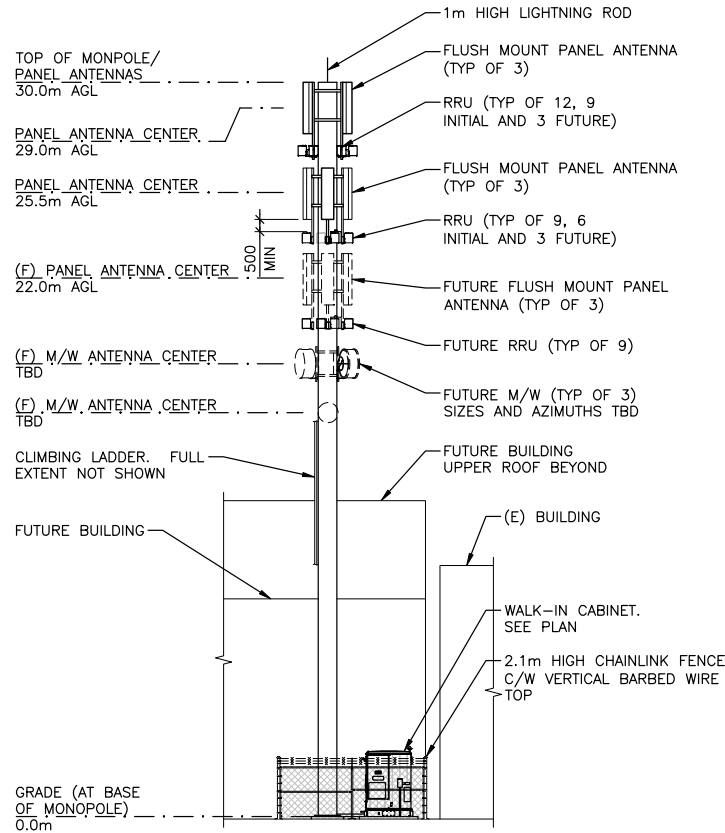 1m HIGH LIGHTNING ROD
TOP OF MONPOLE/
PANEL ANTENNAS
30.0m AGL
FLUSH MOUNT PANEL ANTENNA
(TYP OF 3)
PANEL ANTENNA CENTER
29.0m AGL
RRU (TYP OF 12, 9
INITIAL AND 3 FUTURE)
PANEL ANTENNA CENTER
25.5m AGL
FLUSH MOUNT PANEL ANTENNA
(TYP OF 3)
RRU (TYP OF 9, 6
INITIAL AND 3 FUTURE)
500
MIN
(F) PANEL ANTENNA CENTER
22.0m AGL
FUTURE FLUSH MOUNT PANEL
ANTENNA (TYP OF 3)
FUTURE RRU (TYP OF 9)
(F) M/W ANTENNA CENTER
TBD
FUTURE M/W (TYP OF 3)
SIZES AND AZIMUTHS TBD
(F) M/W ANTENNA CENTER
TBD
CLIMBING LADDER. FULL
EXTENT NOT SHOWN
FUTURE BUILDING
UPPER ROOF BEYOND
FUTURE BUILDING
(E) BUILDING
WALK-IN CABINET.
SEE PLAN
2.1m HIGH CHAINLINK FENCE
C/W VERTICAL BARBED WIRE
TOP
GRADE (AT BASE
OF MONOPOLE)
0.0m